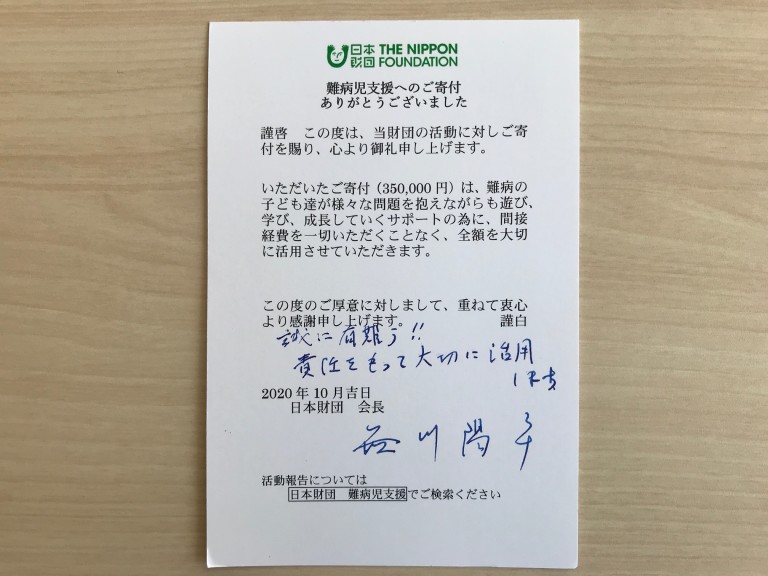 日本
財団
THE NIPPON
FOUNDATION
難病児支援へのご寄付
ありがとうございました
謹啓　この度は、当財団の活動に対しご寄
付を賜り、心より御礼申し上げます。
いただいたご寄付（350,000 円）は、難病の
子ども達が様々な問題を抱えながらも遊び、
学び、成長していくサポートの為に、間接
経費を一切いただくことなく、全額を大切
に活用させていただきます。
この度のご厚意に対しまして、重ねて衷心
より感謝申し上げます。　謹白
誠に有難う!!
責任をもって大切に活用
2020 年 10 月吉日
日本財団　会長
活動報告については
日本財団　難病児支援でご検索ください